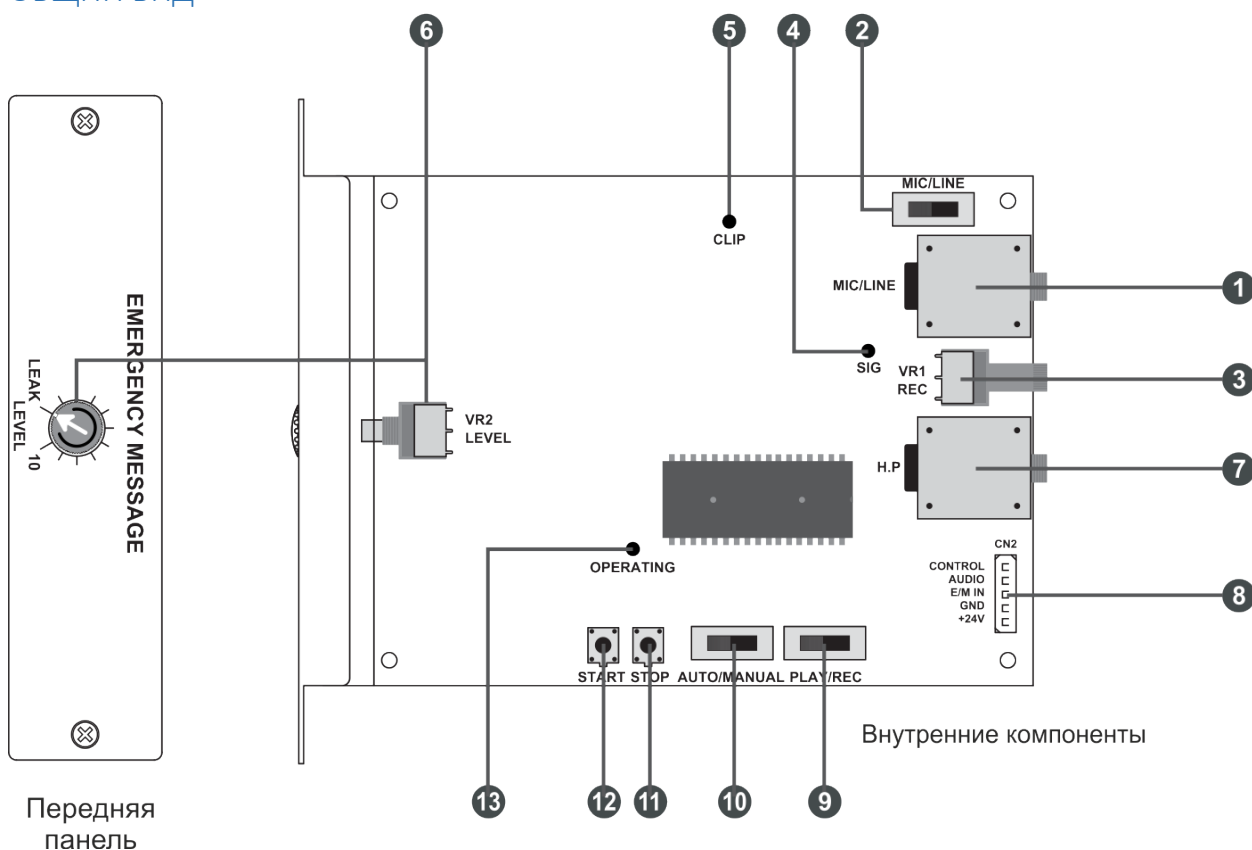 ОБЩИЙ ВИД
6
5
4
2
MIC/LINE
CLIP
MIC/LINE
1
SIG
VR1
REC
3
EMERGENCY MESSAGE
LEAK
LEVEL
10
VR2
LEVEL
H.P
7
CN2
OPERATING
CONTROL
AUDIO
E/M IN
GND
+24V
8
START STOP AUTO/MANUAL PLAY/REC
Внутренние компоненты
13
12
11
10
9
Передняя
панель